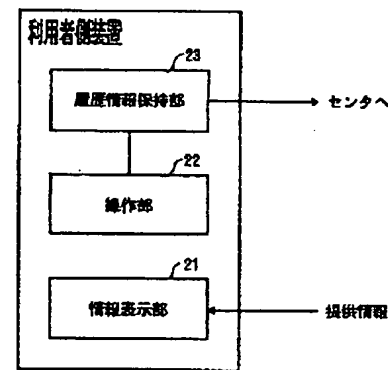 利用者側装置
23
履歴情報保持部
センタへ
22
操作部
21
情報表示部
提供情報